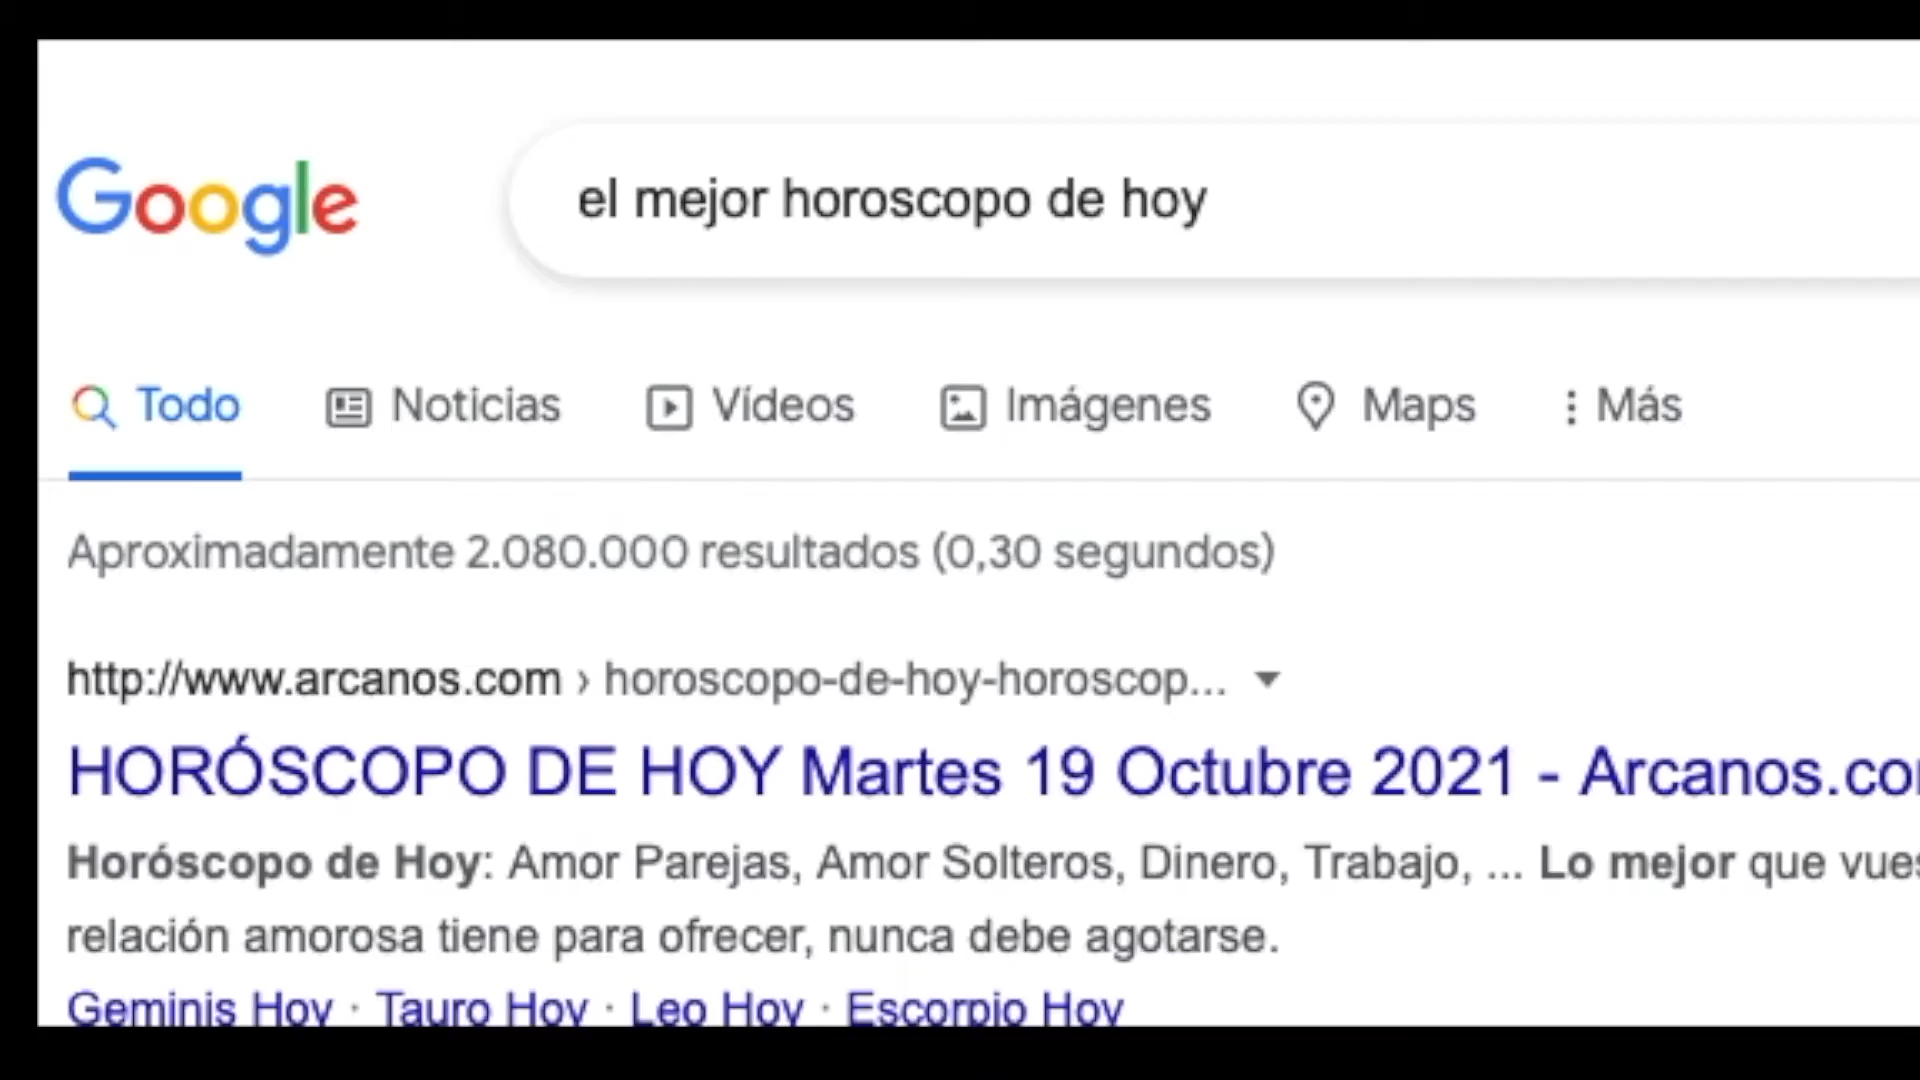 Google
el mejor horoscopo de hoy
Todo Noticias Vídeos Imágenes Maps Más
Aproximadamente 2.080.000 resultados (0,30 segundos)
http://www.arcanos.com › horoscopo-de-hoy-horoscop...
HORÓSCOPO DE HOY Martes 19 Octubre 2021 - Arcanos.co
Horóscopo de Hoy: Amor Parejas, Amor Solteros, Dinero, Trabajo, ... Lo mejor que vues
relación amorosa tiene para ofrecer, nunca debe agotarse.
Geminis Hoy · Tauro Hoy · Leo Hoy · Escorpio Hoy